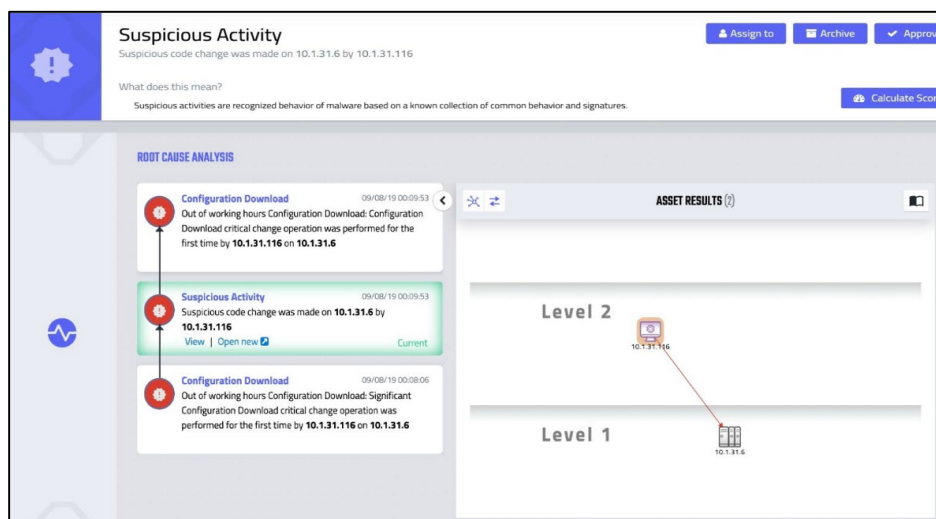 Suspicious Activity
Suspicious code change was made on 10.1.31.6 by 10.1.31.116
Assign to
Archive
Approv
What does this mean?
Suspicious activities are recognized behavior of malware based on a known collection of common behavior and signatures.
Calculate Scor
ROOT CAUSE ANALYSIS
Configuration Download 09/08/19 00:09:53
Out of working hours Configuration Download: Configuration
Download critical change operation was performed for the
first time by 10.1.31.116 on 10.1.31.6
Suspicious Activity 09/08/19 00:09:53
Suspicious code change was made on 10.1.31.6 by
10.1.31.116
View | Open new
Current
Configuration Download 09/08/19 00:08:06
Out of working hours Configuration Download: Significant
Configuration Download critical change operation was
performed for the first time by 10.1.31.116 on 10.1.31.6
ASSET RESULTS (2)
Level 2
10.1.31.116
Level 1
10.1.31.6